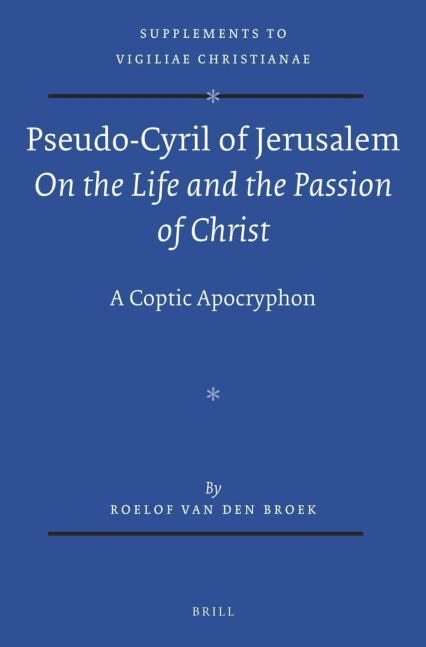 SUPPLEMENTS TO
VIGILIAE CHRISTIANAE
*
Pseudo-Cyril of Jerusalem
On the Life and the Passion
of Christ
A Coptic Apocryphon
*
By
ROELOF VAN DEN BROEK
BRILL